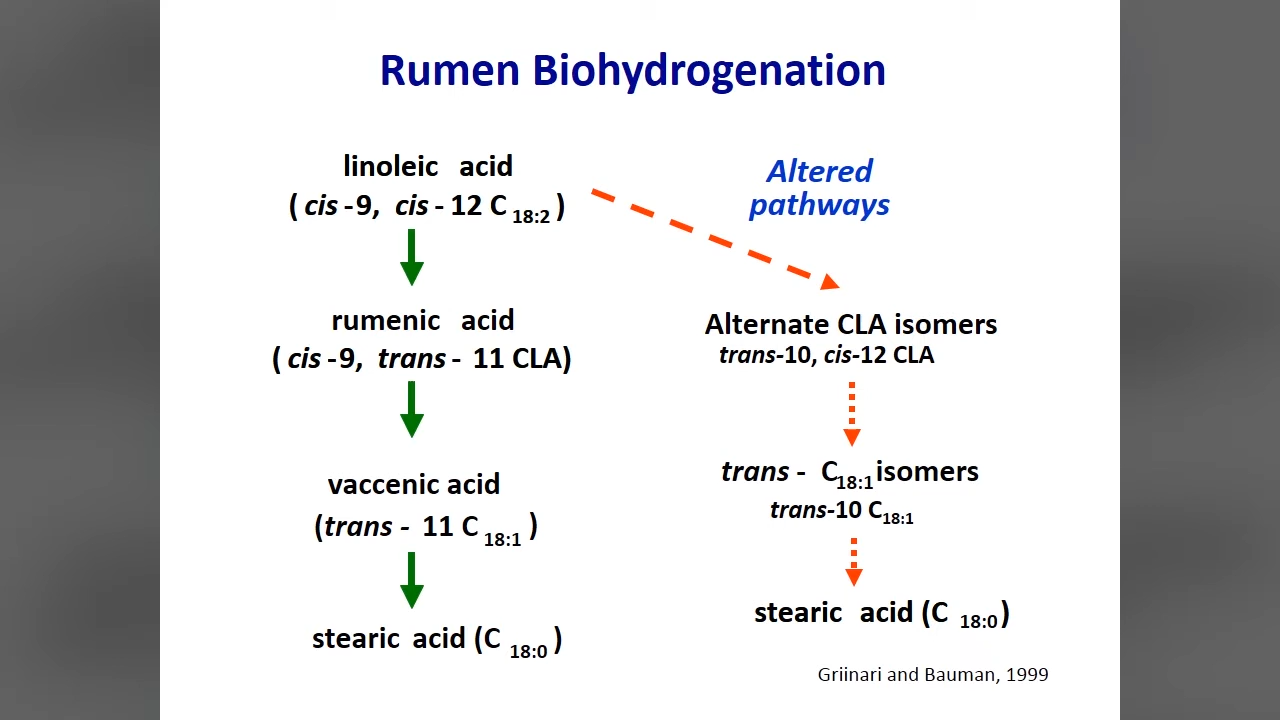 Rumen Biohydrogenation
linoleic acid
( cis - 9, cis - 12 C 18:2 )
rumenic acid
( cis - 9, trans - 11 CLA)
vaccenic acid
(trans - 11 C 18:1 )
stearic acid (C 18:0 )
Altered
pathways
Alternate CLA isomers
trans-10, cis-12 CLA
trans - C18:1 isomers
trans-10 C18:1
stearic acid (C 18:0 )
Griinari and Bauman, 1999